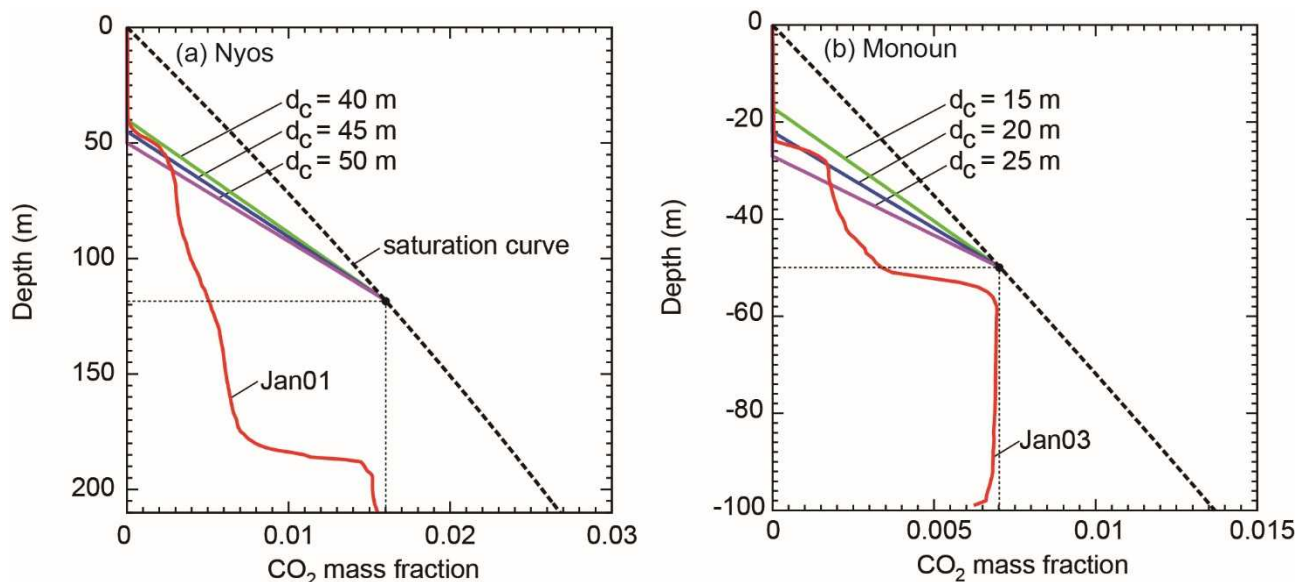 (a) Nyos
d_c = 40 m
d_c = 45 m
d_c = 50 m
saturation curve
Jan01
0
50
100
150
200
Depth (m)
0
0.01
0.02
0.03
CO₂ mass fraction
(b) Monoun
d_c = 15 m
d_c = 20 m
d_c = 25 m
Jan03
0
-20
-40
-60
-80
-100
Depth (m)
0
0.005
0.01
0.015
CO₂ mass fraction